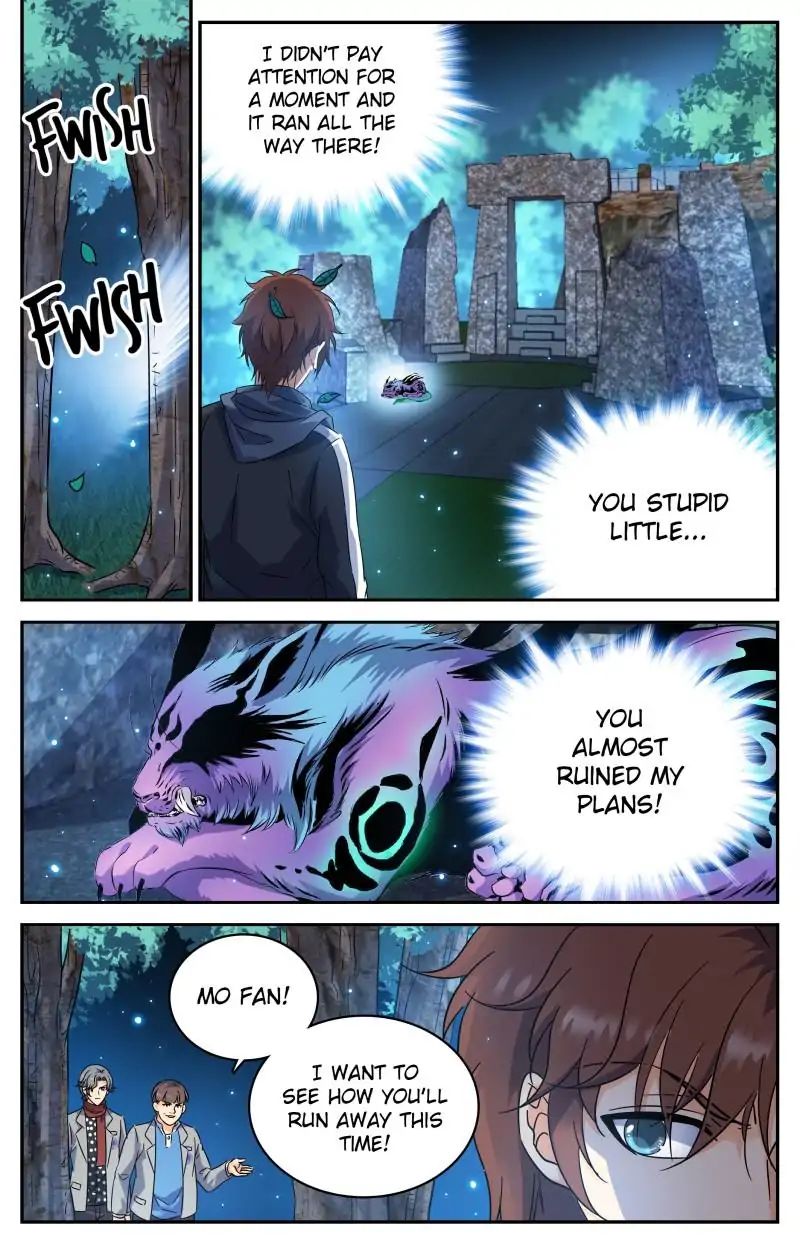 FWISH
FWISH
I DIDN'T PAY
ATTENTION FOR
A MOMENT AND
IT RAN ALL THE
WAY THERE!
YOU STUPID
LITTLE...
YOU
ALMOST
RUINED MY
PLANS!
MO FAN!
I WANT TO
SEE HOW YOU'LL
RUN AWAY THIS
TIME!